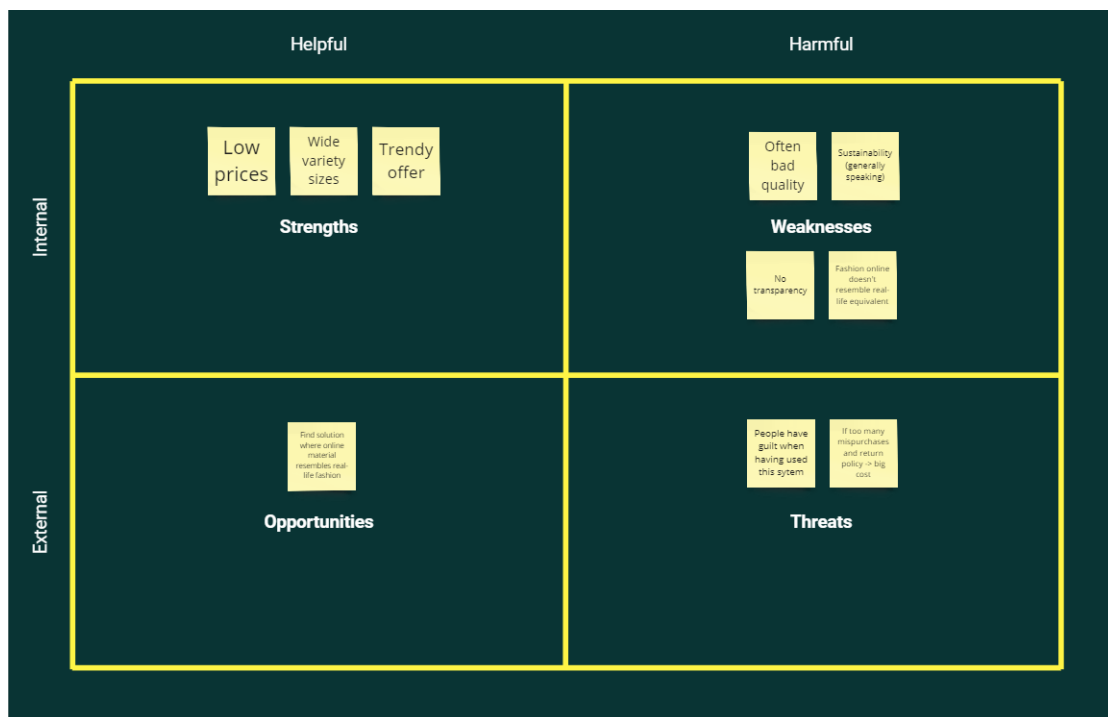 Helpful
Harmful
Internal
Low
prices
Wide
variety
sizes
Trendy
offer
Strengths
Often
bad
quality
Sustainability
(generally
speaking)
Weaknesses
No
transparency
Fashion online
doesn't
resemble real-
life equivalent
External
Find solution
where online
material
resembles real-
life fashion
Opportunities
People have
guilt when
having used
this sytem
If too many
mispurchases
and return
policy -> big
cost
Threats